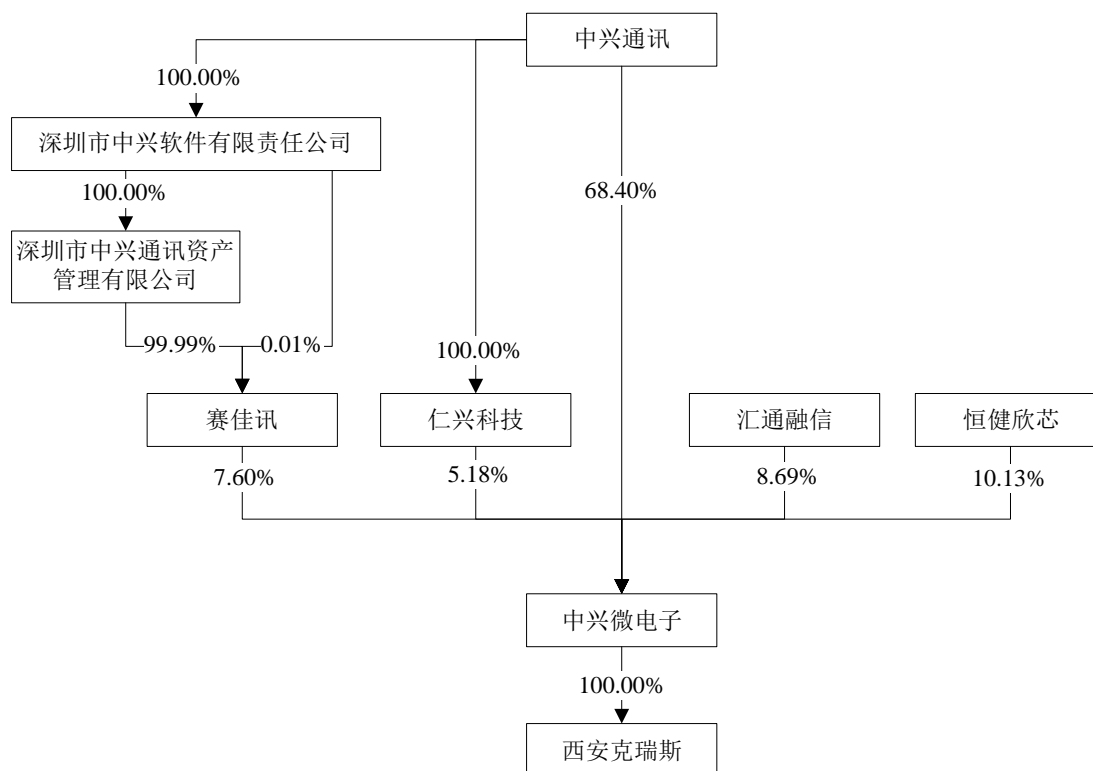 中兴通讯
100.00%
深圳市中兴软件有限责任公司
100.00%
68.40%
深圳市中兴通讯资产
管理有限公司
99.99%
0.01%
100.00%
赛佳讯
仁兴科技
汇通融信
恒健欣芯
7.60%
5.18%
8.69%
10.13%
中兴微电子
100.00%
西安克瑞斯